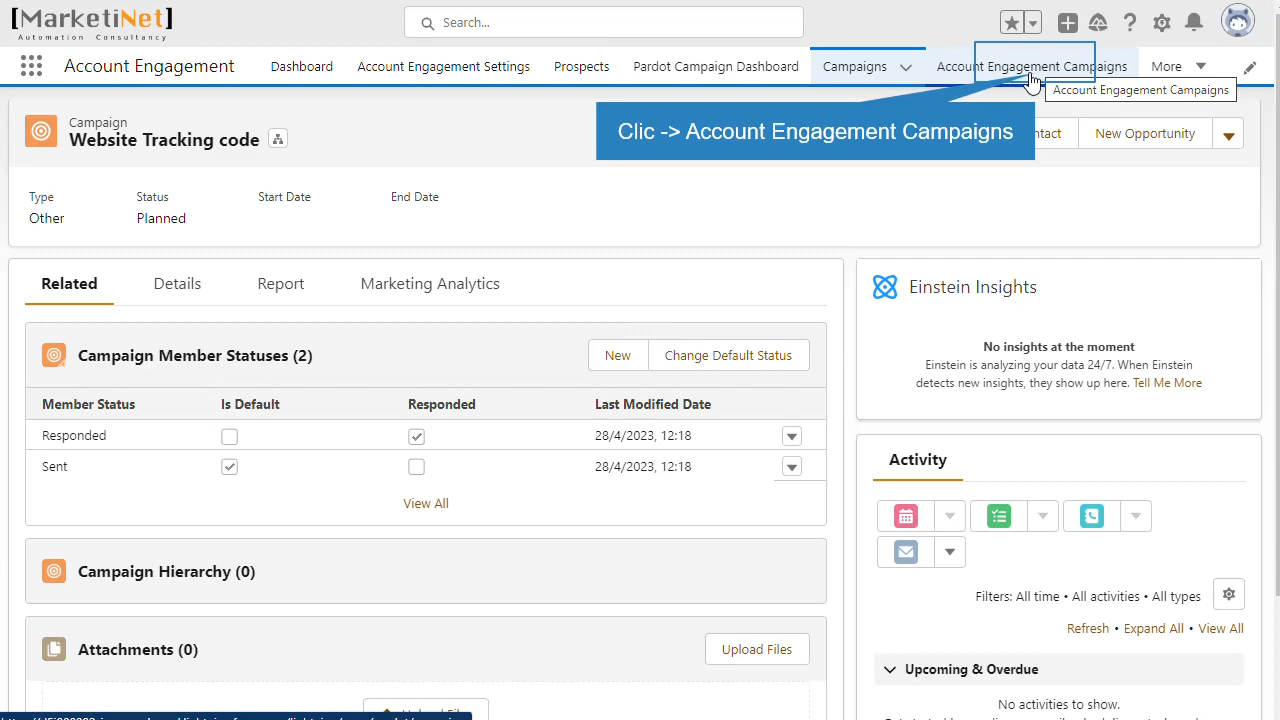 [MarketiNet]
Automation Consultancy
Search...
Account Engagement
Dashboard
Account Engagement Settings
Prospects
Pardot Campaign Dashboard
Campaigns
Account Engagement Campaigns
More
Account Engagement Campaigns
Clic -> Account Engagement Campaigns
Campaign
Website Tracking code
New Opportunity
Type
Status
Start Date
End Date
Other
Planned
Related
Details
Report
Marketing Analytics
Campaign Member Statuses (2)
New
Change Default Status
Member Status
Is Default
Responded
Last Modified Date
Responded
28/4/2023, 12:18
Sent
28/4/2023, 12:18
View All
Campaign Hierarchy (0)
Attachments (0)
Upload Files
Einstein Insights
No insights at the moment
Einstein is analyzing your data 24/7. When Einstein
detects new insights, they show up here. Tell Me More
Activity
Filters: All time • All activities • All types
Refresh • Expand All • View All
Upcoming & Overdue
No activities to show.